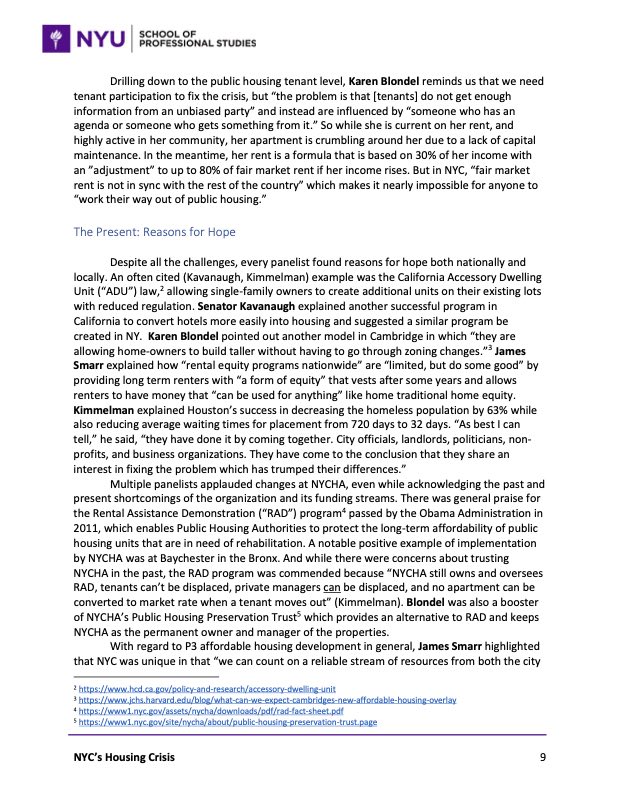 NYU SCHOOL OF
PROFESSIONAL STUDIES
Drilling down to the public housing tenant level, Karen Blondel reminds us that we need
tenant participation to fix the crisis, but “the problem is that [tenants] do not get enough
information from an unbiased party” and instead are influenced by “someone who has an
agenda or someone who gets something from it.” So while she is current on her rent, and
highly active in her community, her apartment is crumbling around her due to a lack of capital
maintenance. In the meantime, her rent is a formula that is based on 30% of her income with
an ”adjustment” to up to 80% of fair market rent if her income rises. But in NYC, “fair market
rent is not in sync with the rest of the country” which makes it nearly impossible for anyone to
“work their way out of public housing.”
The Present: Reasons for Hope
Despite all the challenges, every panelist found reasons for hope both nationally and
locally. An often cited (Kavanaugh, Kimmelman) example was the California Accessory Dwelling
Unit (“ADU”) law,2 allowing single-family owners to create additional units on their existing lots
with reduced regulation. Senator Kavanaugh explained another successful program in
California to convert hotels more easily into housing and suggested a similar program be
created in NY. Karen Blondel pointed out another model in Cambridge in which “they are
allowing home-owners to build taller without having to go through zoning changes.”3 James
Smarr explained how “rental equity programs nationwide” are “limited, but do some good” by
providing long term renters with “a form of equity” that vests after some years and allows
renters to have money that “can be used for anything” like home traditional home equity.
Kimmelman explained Houston’s success in decreasing the homeless population by 63% while
also reducing average waiting times for placement from 720 days to 32 days. “As best I can
tell,” he said, “they have done it by coming together. City officials, landlords, politicians, non-
profits, and business organizations. They have come to the conclusion that they share an
interest in fixing the problem which has trumped their differences.”
Multiple panelists applauded changes at NYCHA, even while acknowledging the past and
present shortcomings of the organization and its funding streams. There was general praise for
the Rental Assistance Demonstration (“RAD”) program4 passed by the Obama Administration in
2011, which enables Public Housing Authorities to protect the long-term affordability of public
housing units that are in need of rehabilitation. A notable positive example of implementation
by NYCHA was at Baychester in the Bronx. And while there were concerns about trusting
NYCHA in the past, the RAD program was commended because “NYCHA still owns and oversees
RAD, tenants can’t be displaced, private managers can be displaced, and no apartment can be
converted to market rate when a tenant moves out” (Kimmelman). Blondel was also a booster
of NYCHA’s Public Housing Preservation Trust5 which provides an alternative to RAD and keeps
NYCHA as the permanent owner and manager of the properties.
With regard to P3 affordable housing development in general, James Smarr highlighted
that NYC was unique in that “we can count on a reliable stream of resources from both the city
2 https://www.hcd.ca.gov/policy-and-research/accessory-dwelling-unit
3 https://www.jchs.harvard.edu/blog/what-can-we-expect-cambridges-new-affordable-housing-overlay
4 https://www1.nyc.gov/assets/nycha/downloads/pdf/rad-fact-sheet.pdf
5 https://www1.nyc.gov/site/nycha/about/public-housing-preservation-trust.page
NYC’s Housing Crisis 9